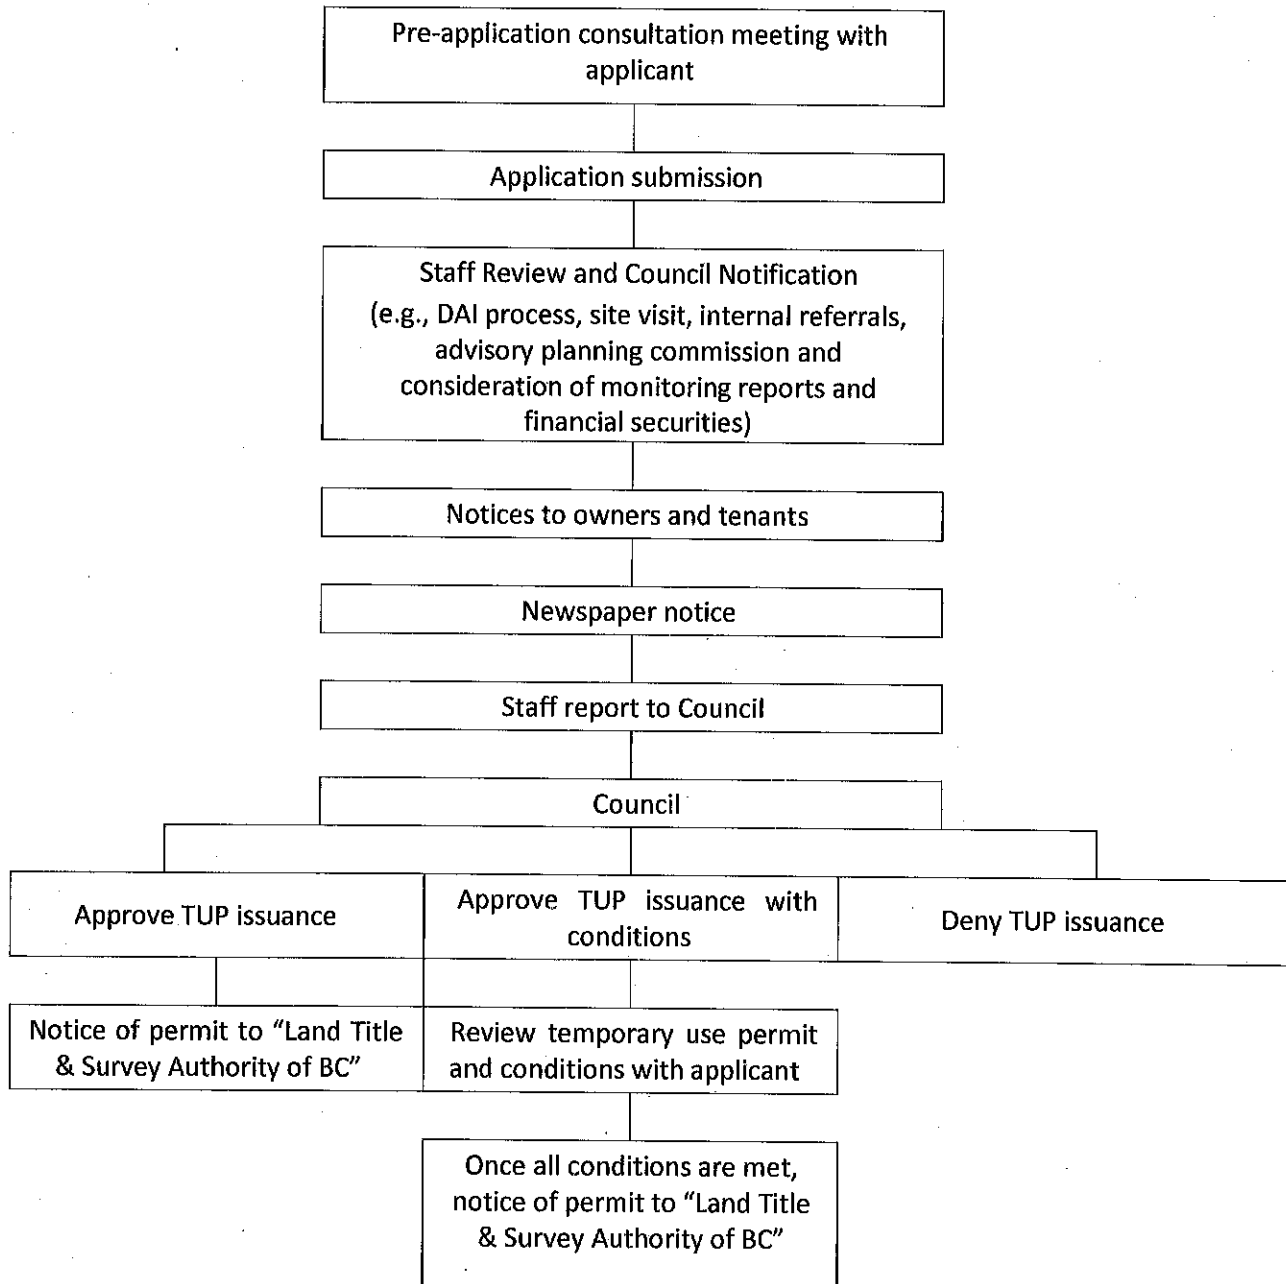 Pre-application consultation meeting with
applicant
Application submission
Staff Review and Council Notification
(e.g., DAI process, site visit, internal referrals,
advisory planning commission and
consideration of monitoring reports and
financial securities)
Notices to owners and tenants
Newspaper notice
Staff report to Council
Council
Approve TUP issuance
Approve TUP issuance with
conditions
Deny TUP issuance
Notice of permit to “Land Title
& Survey Authority of BC”
Review temporary use permit
and conditions with applicant
Once all conditions are met,
notice of permit to “Land Title
& Survey Authority of BC”